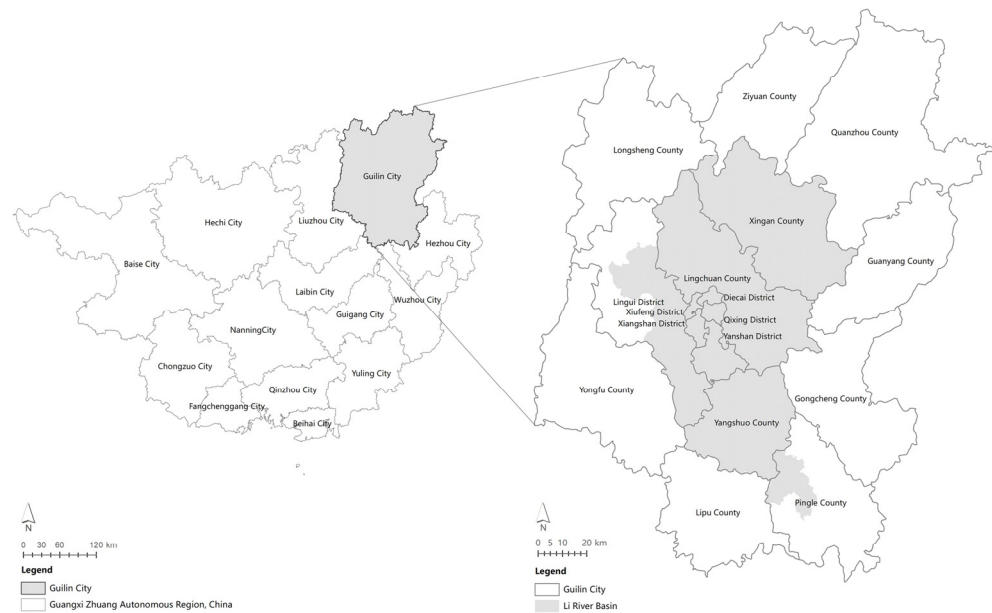 Guilin City
Hechi City
Liuzhou City
Hezhou City
Baise City
Laibin City
Wuzhou City
Guigang City
NanningCity
Chongzuo City
Yuling City
Qinzhou City
Fangchenggang City
Beihai City
N
0 30 60 120 km
Legend
Guilin City
Guangxi Zhuang Autonomous Region, China
Ziyuan County
Quanzhou County
Longsheng County
Xingan County
Guanyang County
Lingchuan County
Diecai District
Lingui District
Xiufeng District
Qixing District
Xiangshan District
Yanshan District
Yongfu County
Gongcheng County
Yangshuo County
Pingle County
Lipu County
N
0 5 10 20 km
Legend
Guilin City
Li River Basin